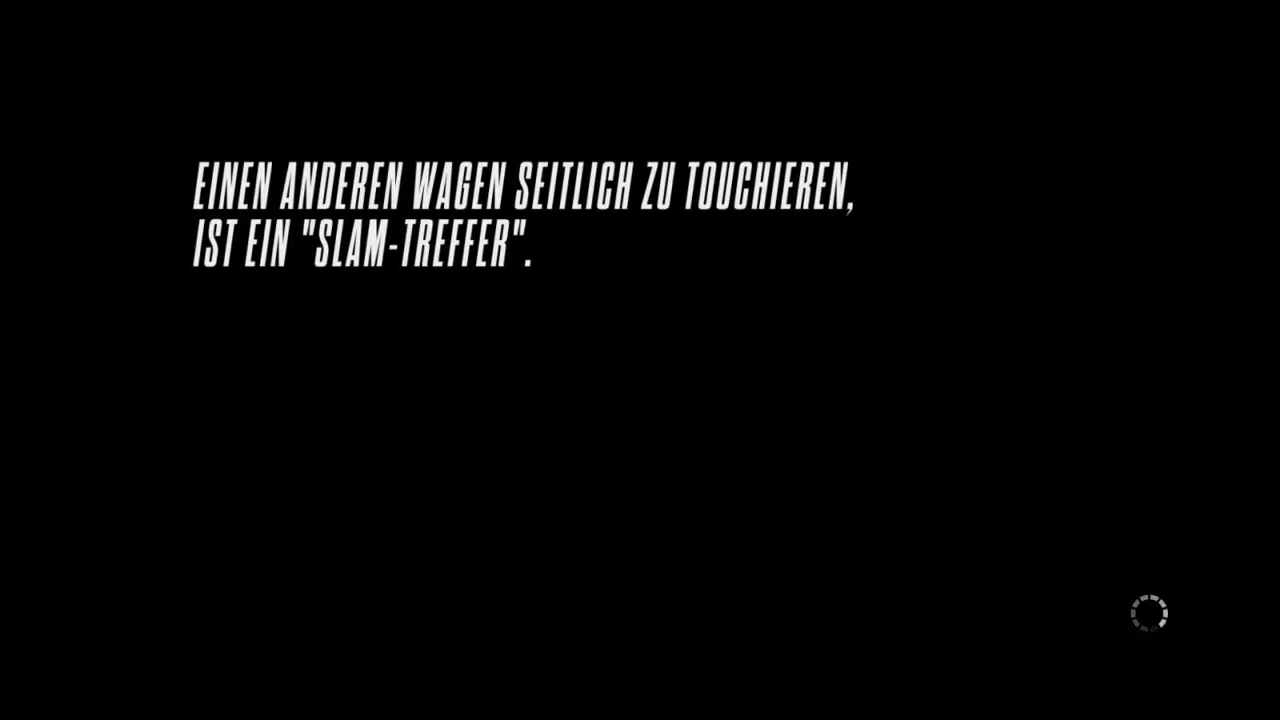 EINEN ANDEREN WAGEN SEITLICH ZU TOUCHIEREN,
IST EIN "SLAM-TREFFER".